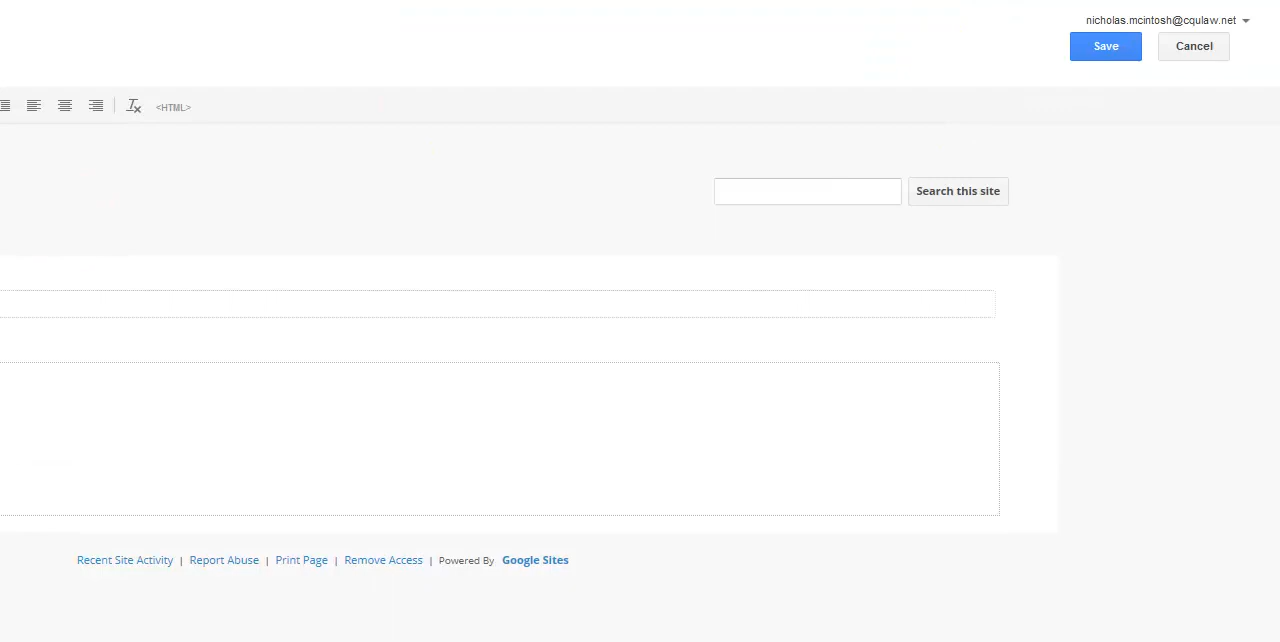 nicholas.mcintosh@cqulaw.net
Save Cancel
<HTML>
Search this site
Recent Site Activity | Report Abuse | Print Page | Remove Access | Powered By Google Sites